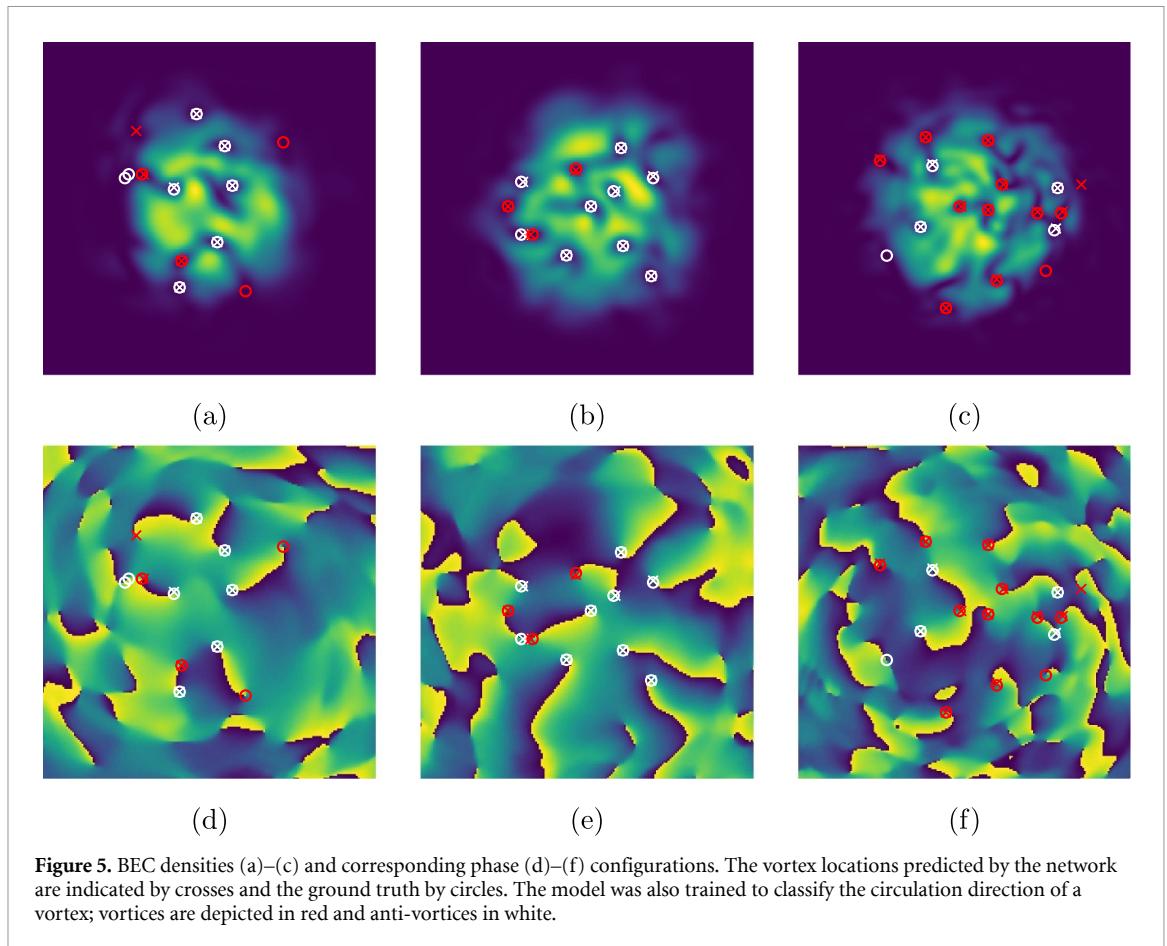 (a) (b) (c)
(d) (e) (f)
Figure 5. BEC densities (a)–(c) and corresponding phase (d)–(f) configurations. The vortex locations predicted by the network
are indicated by crosses and the ground truth by circles. The model was also trained to classify the circulation direction of a
vortex; vortices are depicted in red and anti-vortices in white.